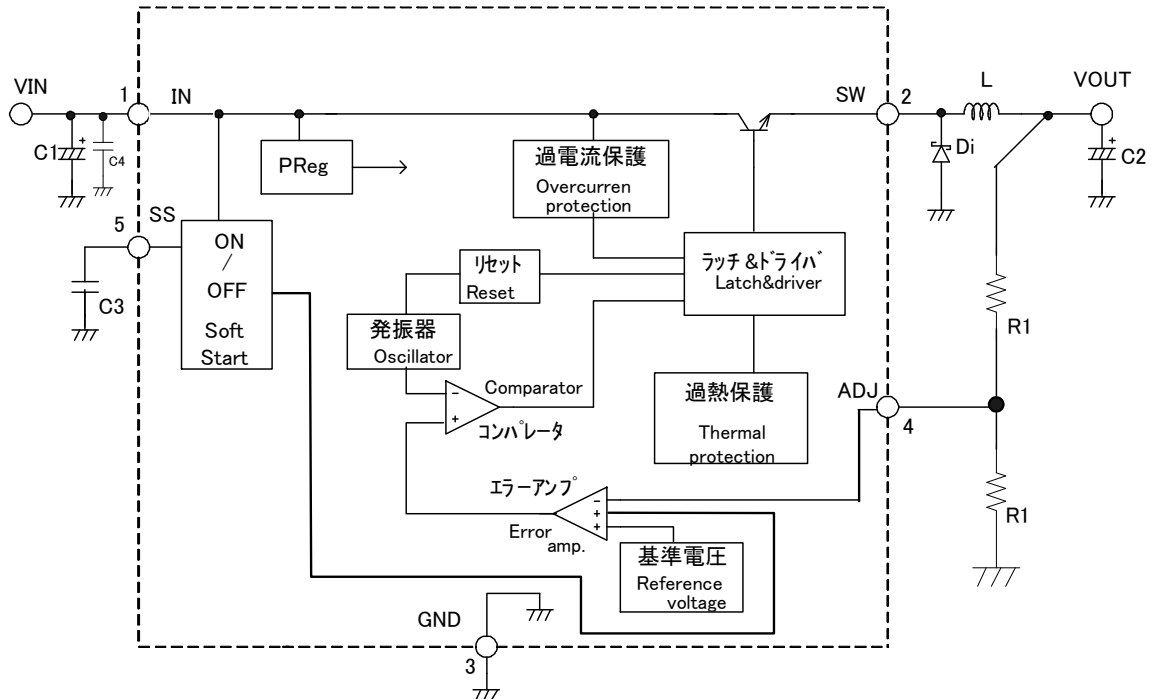 VIN
1
IN
SW
2
L
VOUT
C1
+
C4
PReg
過電流保護
Overcurren
protection
Di
+
C2
5
SS
ON
/
OFF
Soft
Start
C3
リセット
Reset
ラッチ &ドライバ
Latch&driver
発振器
Oscillator
R1
−
+
Comparator
コンパレータ
過熱保護
Thermal
protection
ADJ
4
エラーアンプ
Error
amp.
−
+
+
基準電圧
Reference
voltage
R1
GND
3